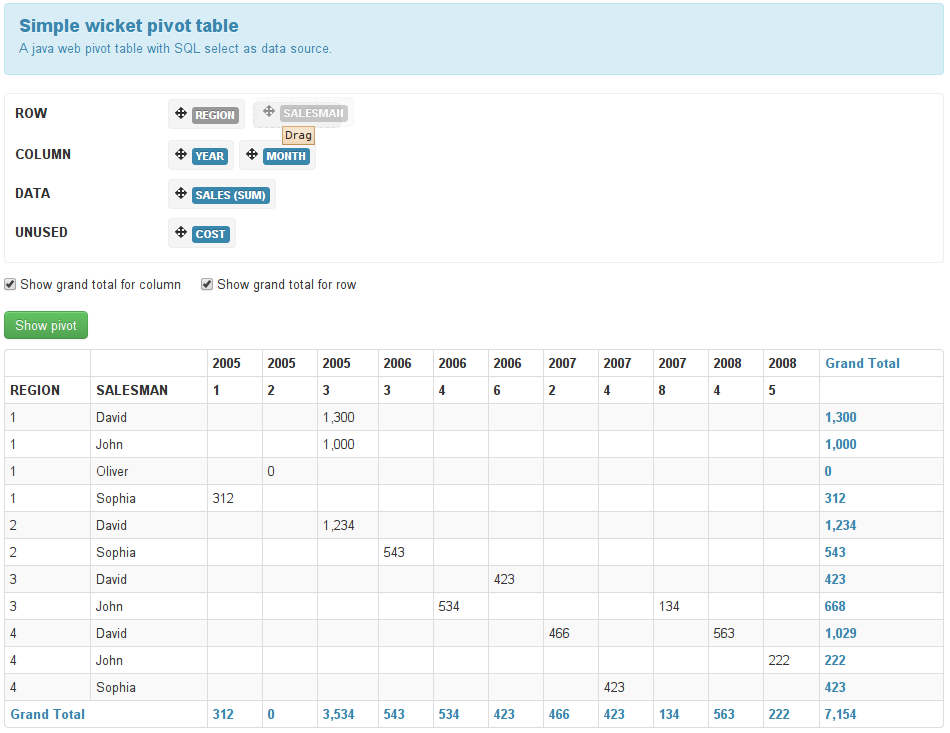 Simple wicket pivot table
A java web pivot table with SQL select as data source.
ROW REGION SALESMAN
Drag
COLUMN YEAR MONTH
DATA SALES (SUM)
UNUSED COST
Show grand total for column Show grand total for row
Show pivot
2005 2005 2005 2006 2006 2006 2007 2007 2007 2008 2008 Grand Total
REGION SALESMAN 1 2 3 3 4 6 2 4 8 4 5
1 David 1,300 1,300
1 John 1,000 1,000
1 Oliver 0 0
1 Sophia 312 312
2 David 1,234 1,234
2 Sophia 543 543
3 David 423 423
3 John 534 134 668
4 David 466 563 1,029
4 John 222 222
4 Sophia 423 423
Grand Total 312 0 3,534 543 534 423 466 423 134 563 222 7,154